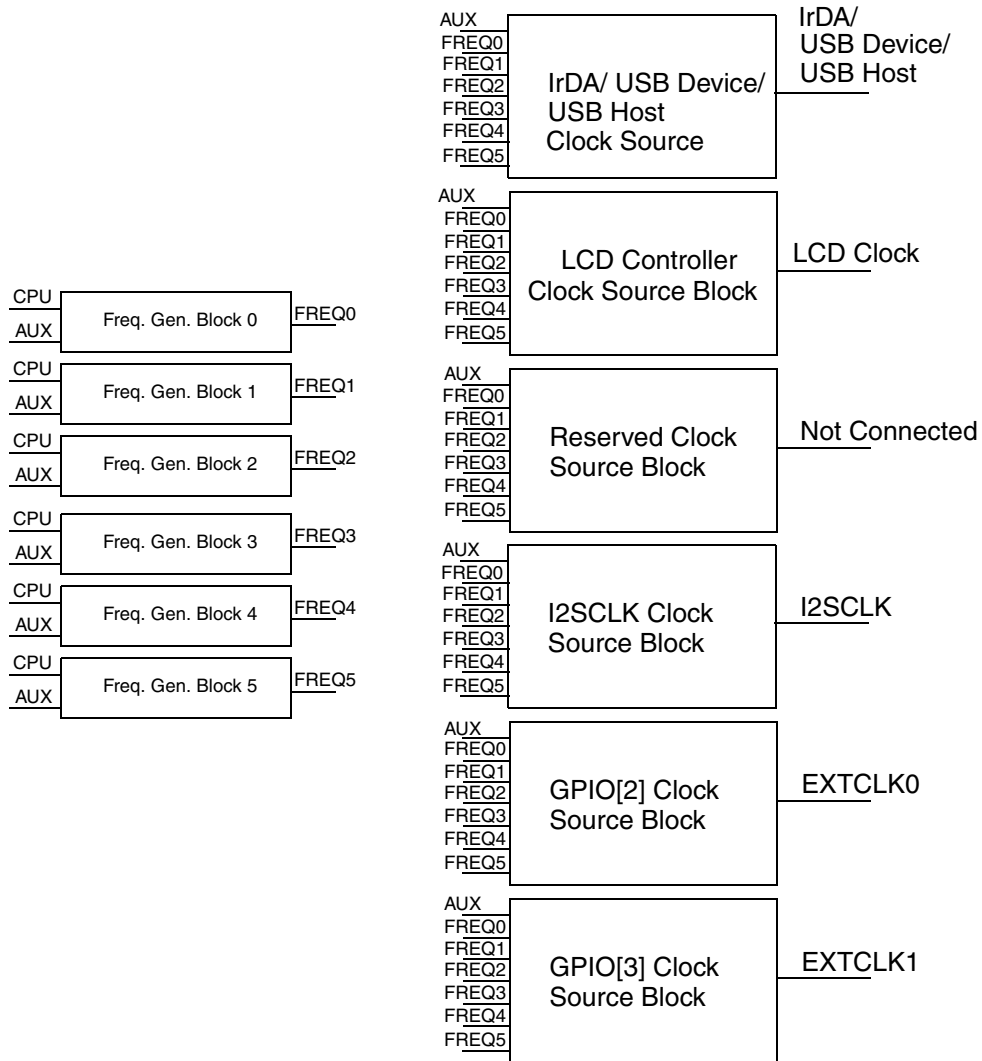 CPU
AUX
Freq. Gen. Block 0
FREQ0
CPU
AUX
Freq. Gen. Block 1
FREQ1
CPU
AUX
Freq. Gen. Block 2
FREQ2
CPU
AUX
Freq. Gen. Block 3
FREQ3
CPU
AUX
Freq. Gen. Block 4
FREQ4
CPU
AUX
Freq. Gen. Block 5
FREQ5
AUX
FREQ0
FREQ1
FREQ2
FREQ3
FREQ4
FREQ5
IrDA/ USB Device/
USB Host
Clock Source
IrDA/
USB Device/
USB Host
AUX
FREQ0
FREQ1
FREQ2
FREQ3
FREQ4
FREQ5
LCD Controller
Clock Source Block
LCD Clock
AUX
FREQ0
FREQ1
FREQ2
FREQ3
FREQ4
FREQ5
Reserved Clock
Source Block
Not Connected
AUX
FREQ0
FREQ1
FREQ2
FREQ3
FREQ4
FREQ5
I2SCLK Clock
Source Block
I2SCLK
AUX
FREQ0
FREQ1
FREQ2
FREQ3
FREQ4
FREQ5
GPIO[2] Clock
Source Block
EXTCLK0
AUX
FREQ0
FREQ1
FREQ2
FREQ3
FREQ4
FREQ5
GPIO[3] Clock
Source Block
EXTCLK1